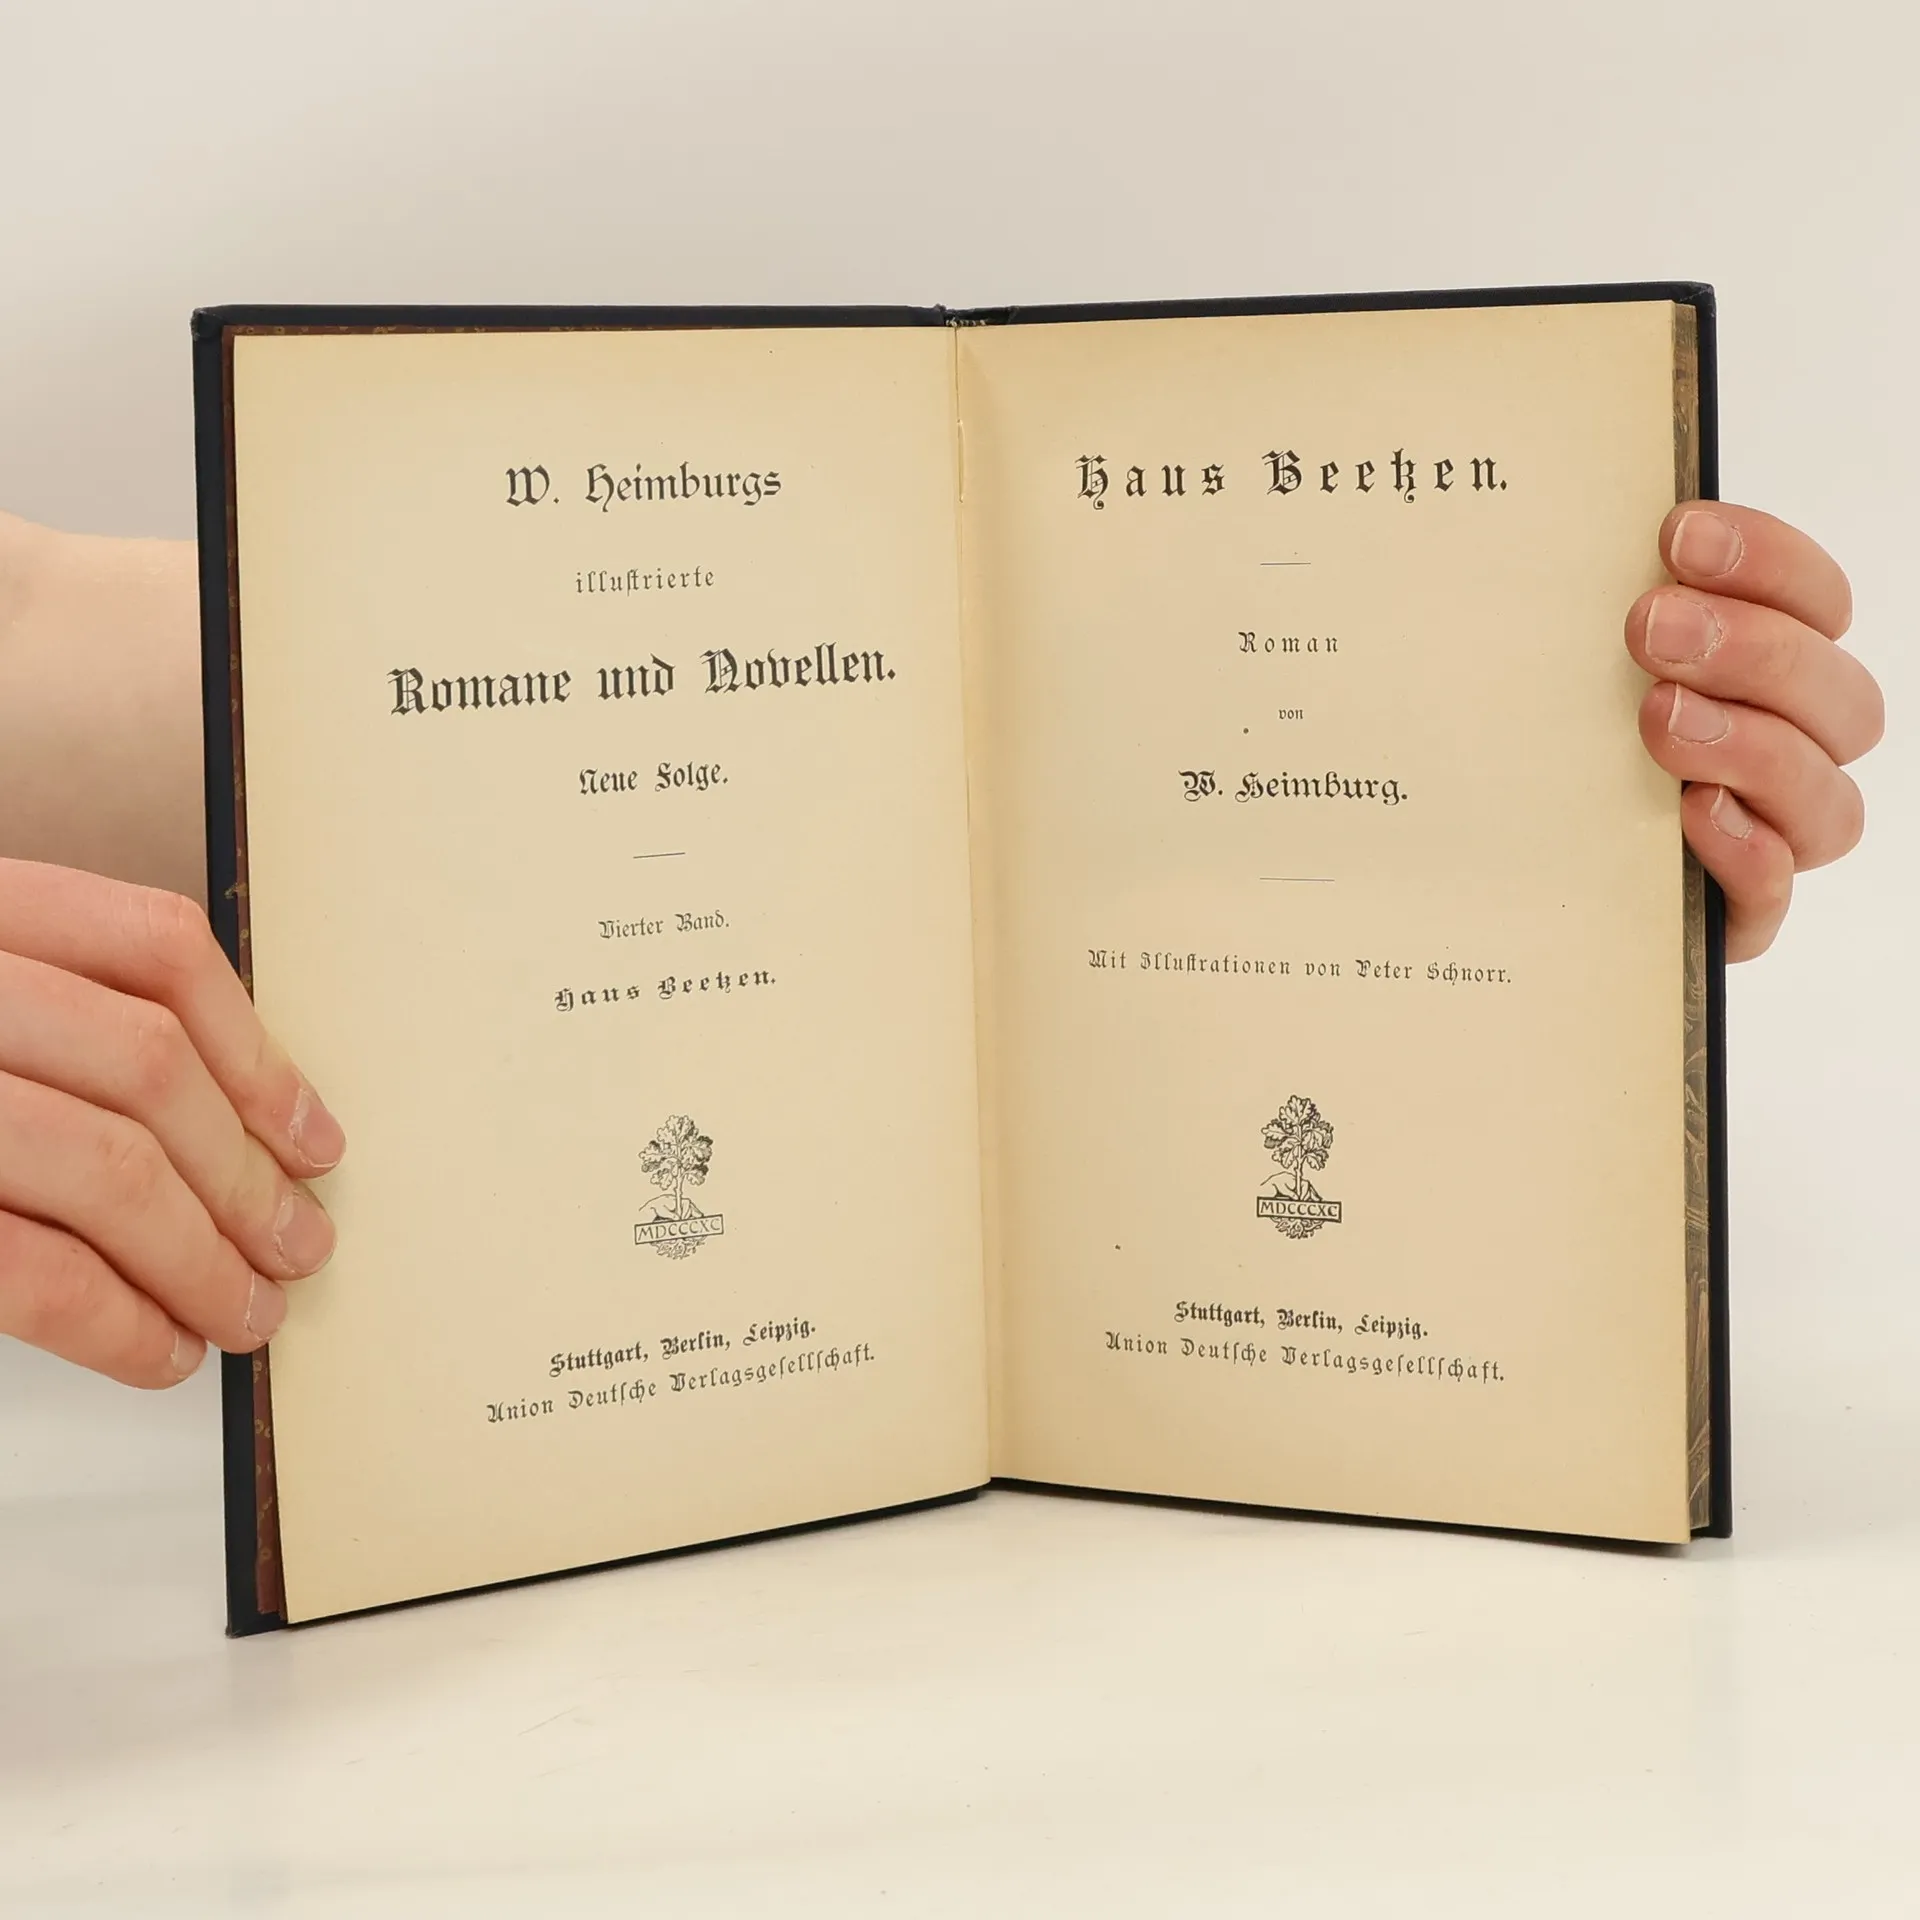 W. Heimburgs
illustrierte
Romane und Novellen.
Neue Folge.
Vierter Band.
Haus Beetzen.
MDCCCXC
Stuttgart, Berlin, Leipzig.
Union Deutsche Verlagsgesellschaft.
Haus Beetzen.
Roman
von
W. Heimburg.
Mit Illustrationen von Peter Schnorr.
MDCCCXC
Stuttgart, Berlin, Leipzig.
Union Deutsche Verlagsgesellschaft.